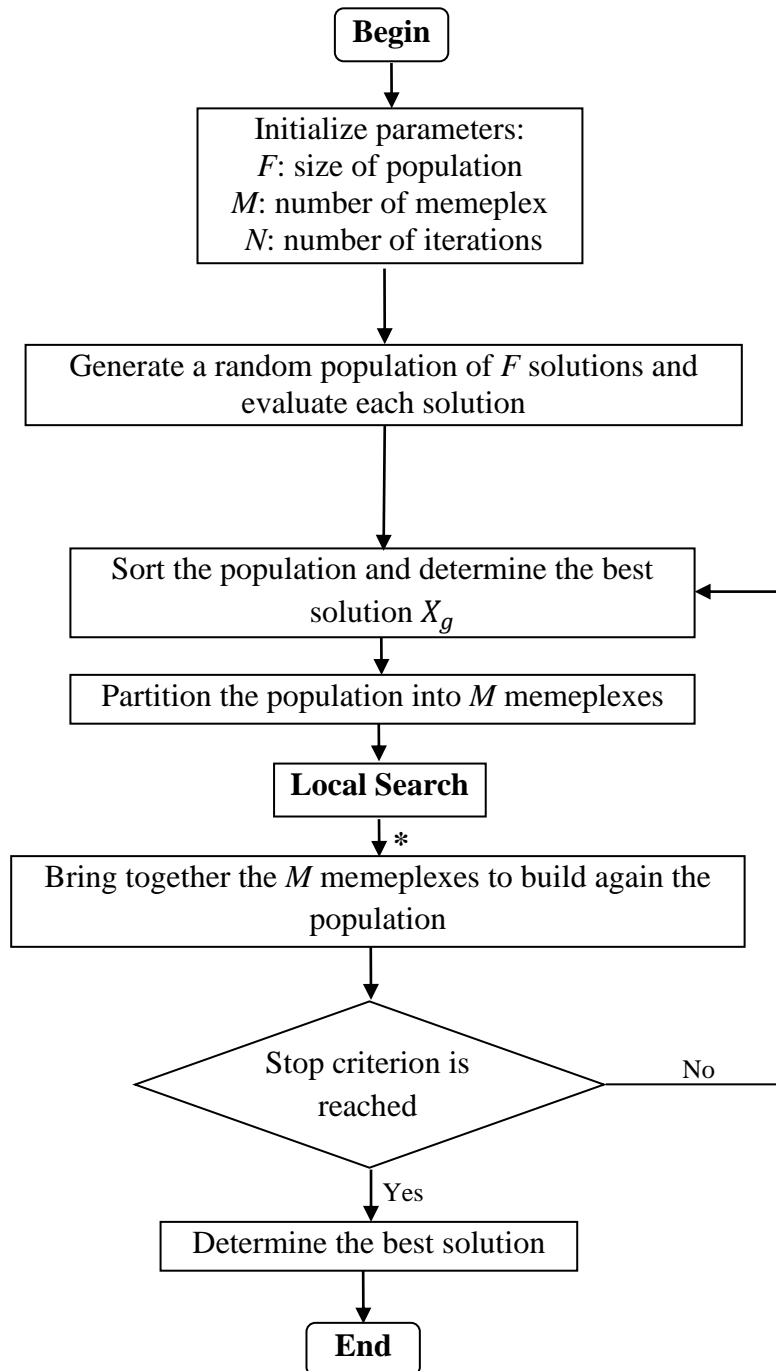 Begin
Initialize parameters:
F: size of population
M: number of memeplex
N: number of iterations
Generate a random population of F solutions and
evaluate each solution
Sort the population and determine the best
solution X_g
Partition the population into M memeplexes
Local Search
*
Bring together the M memeplexes to build again the
population
Stop criterion is
reached
No
Yes
Determine the best solution
End